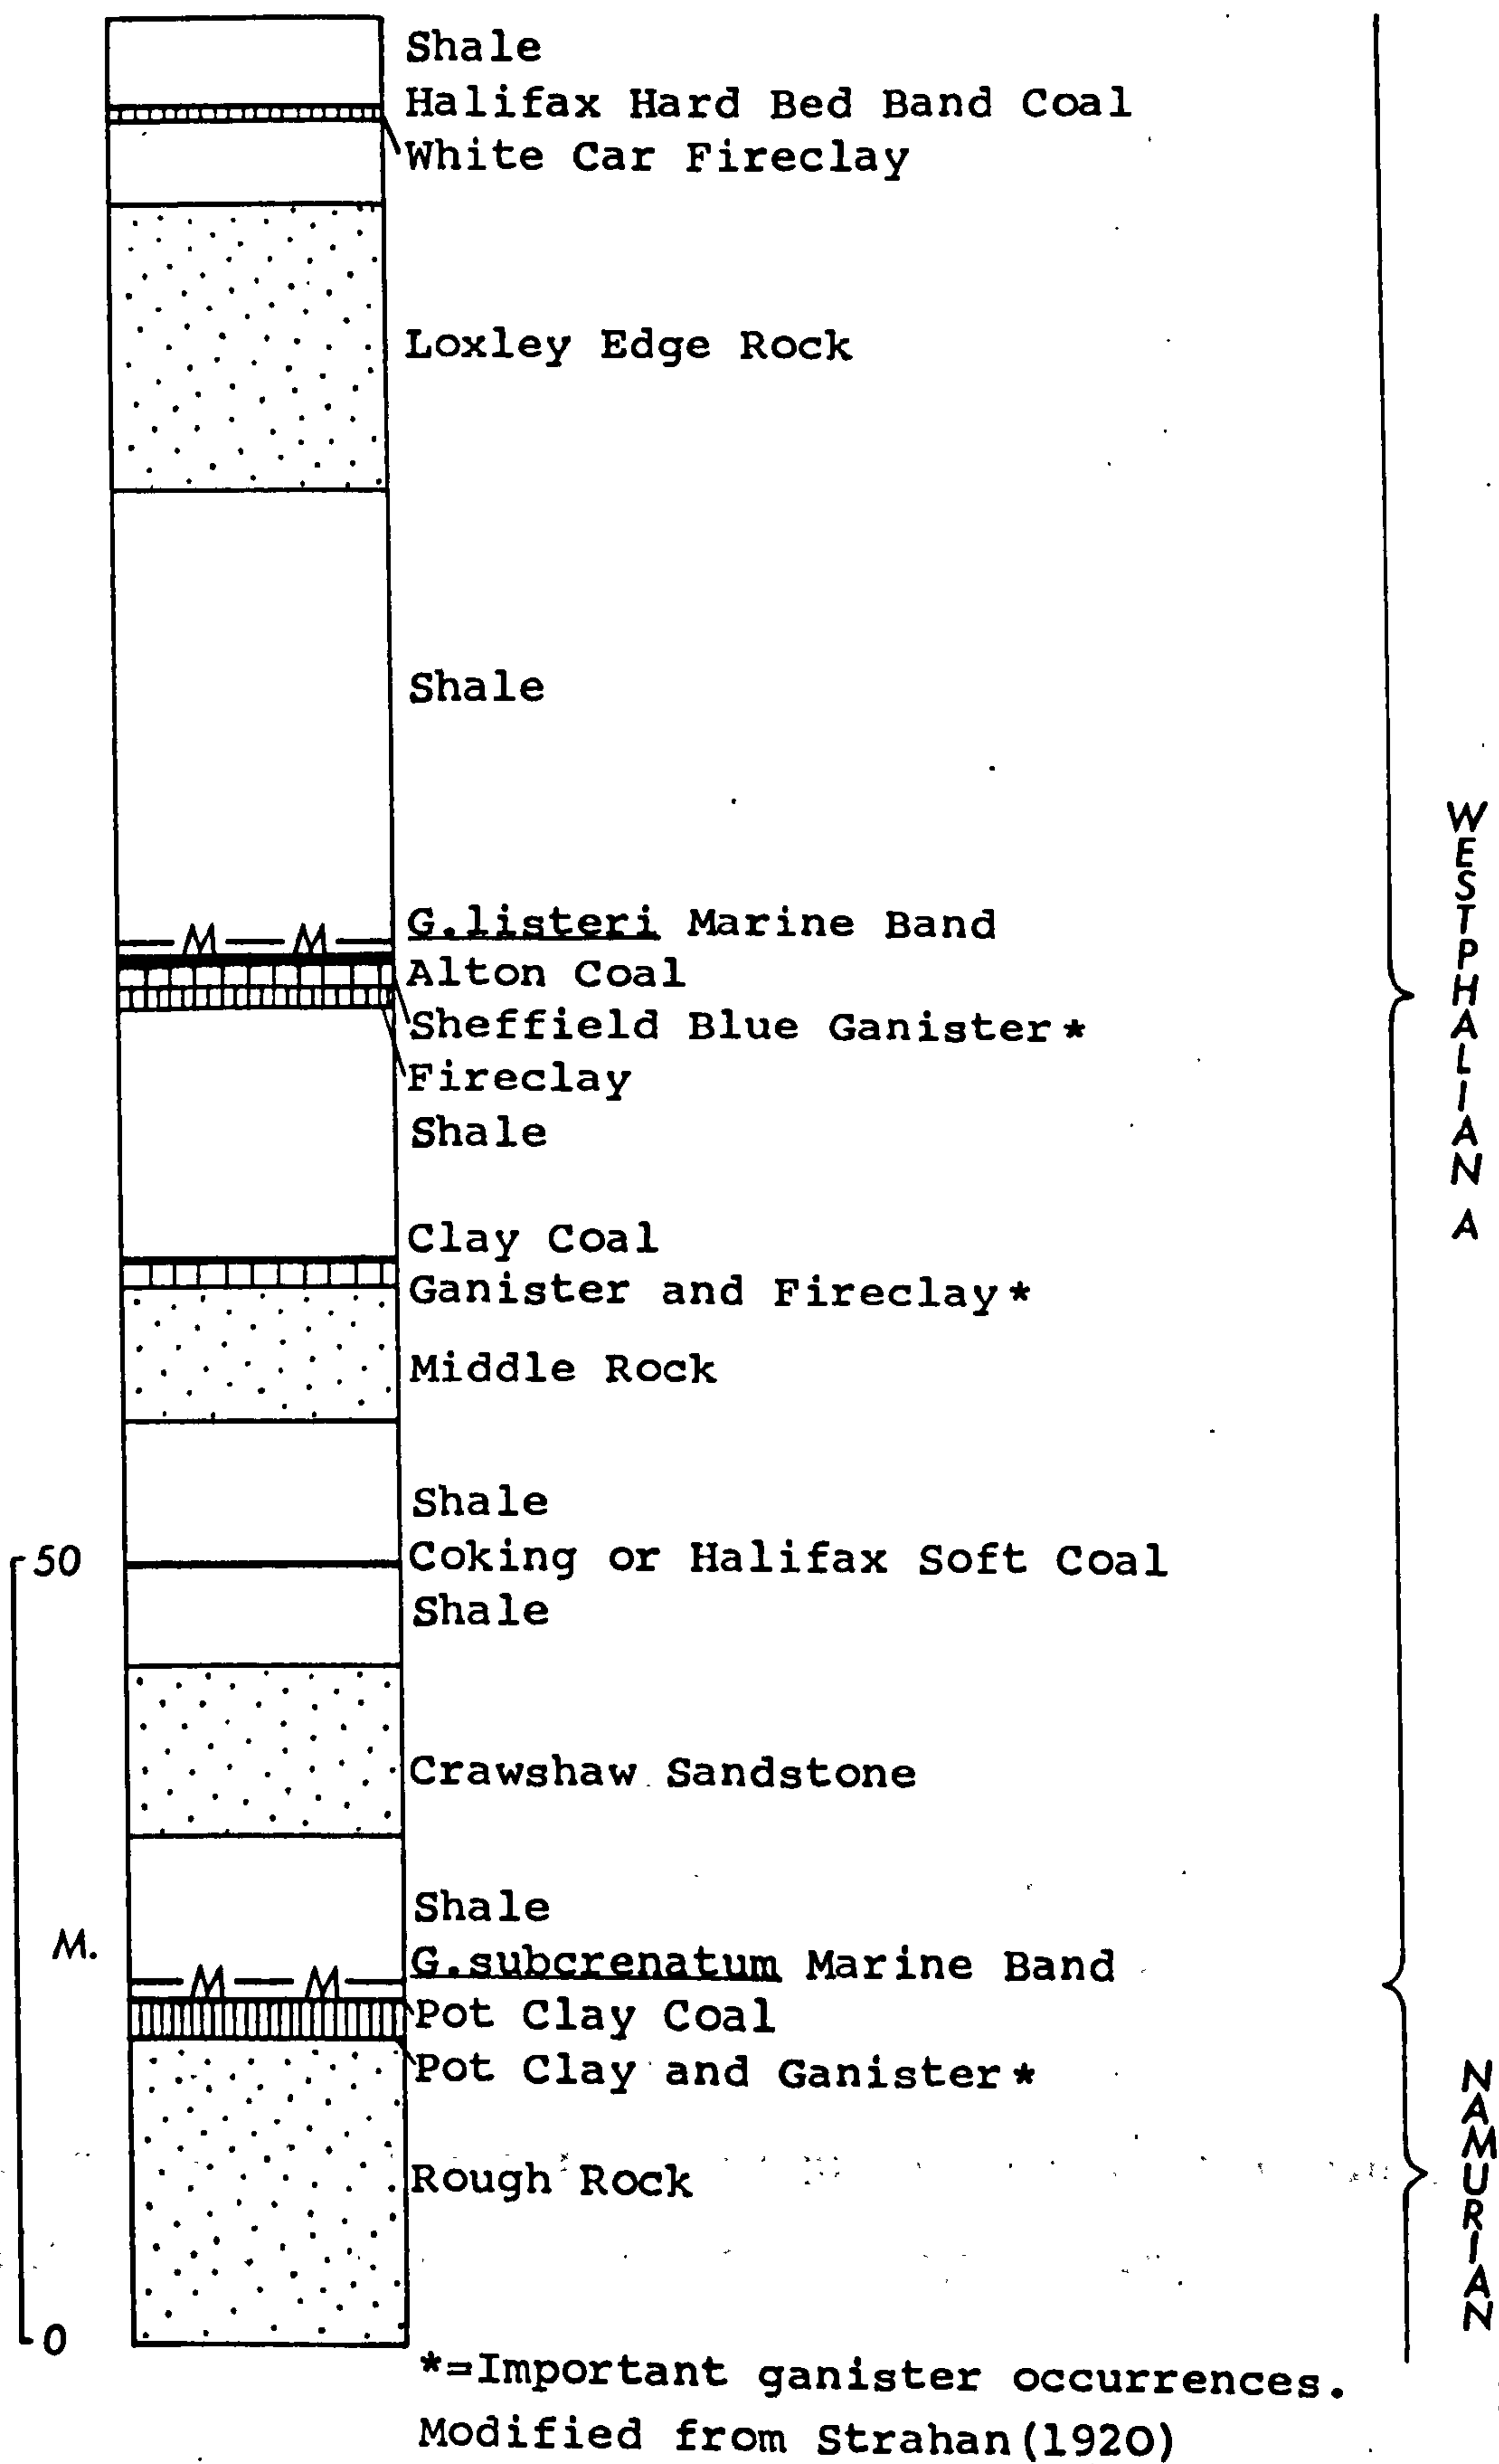 Shale
Halifax Hard Bed Band Coal
White Car Fireclay
Loxley Edge Rock
Shale
G.listeri Marine Band
Alton Coal
Sheffield Blue Ganister*
Fireclay
Shale
Clay Coal
Ganister and Fireclay*
Middle Rock
Shale
Coking or Halifax Soft Coal
Shale
Crawshaw Sandstone
Shale
G.subcrenatum Marine Band
Pot Clay Coal
Pot Clay and Ganister*
Rough Rock
M M
M M
50
M.
0
WESTPHALIAN A
NAMURIAN
*=Important ganister occurrences.
Modified from Strahan(1920)